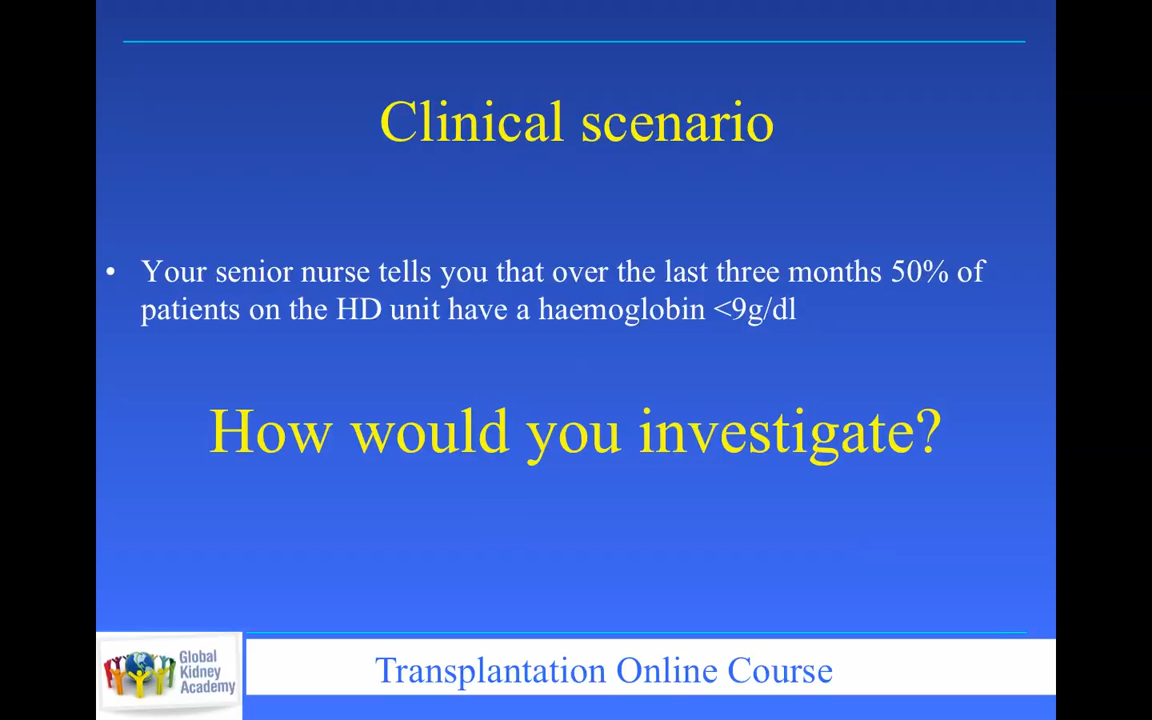 Clinical scenario
• Your senior nurse tells you that over the last three months 50% of
patients on the HD unit have a haemoglobin <9g/dl
How would you investigate?
Global
Kidney
Academy
Transplantation Online Course